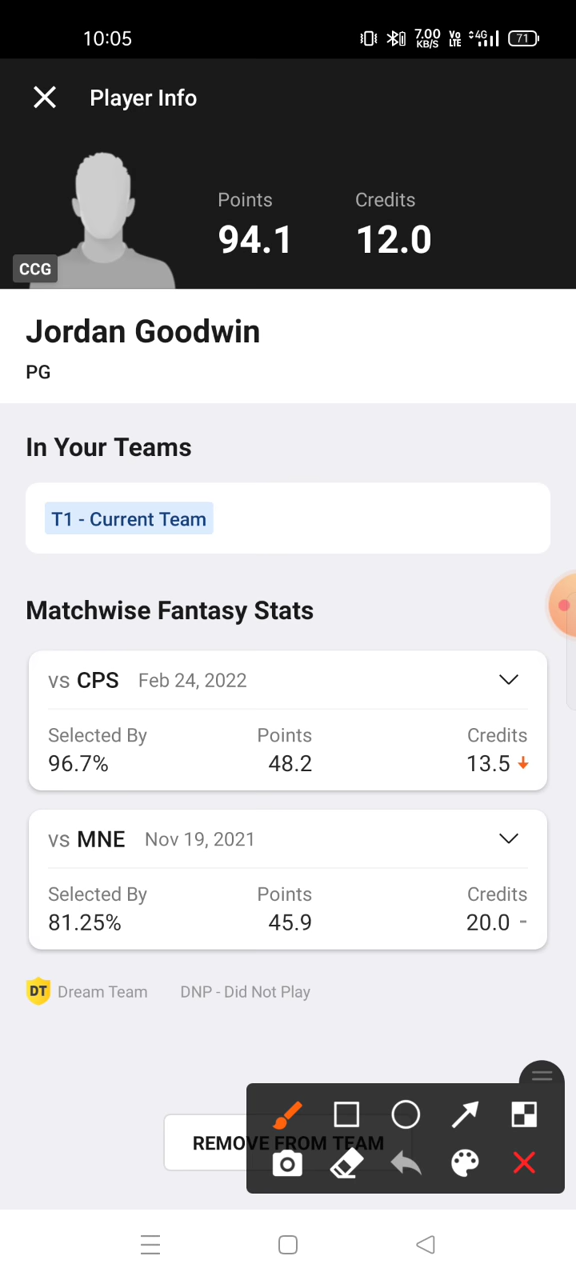 10:05 7.00 KB/S Vo LTE 4G 71
Player Info
Points Credits
94.1 12.0
CCG
Jordan Goodwin
PG
In Your Teams
T1 - Current Team
Matchwise Fantasy Stats
vs CPS Feb 24, 2022
Selected By Points Credits
96.7% 48.2 13.5
vs MNE Nov 19, 2021
Selected By Points Credits
81.25% 45.9 20.0 -
DT Dream Team DNP - Did Not Play
REMOVE FROM TEAM